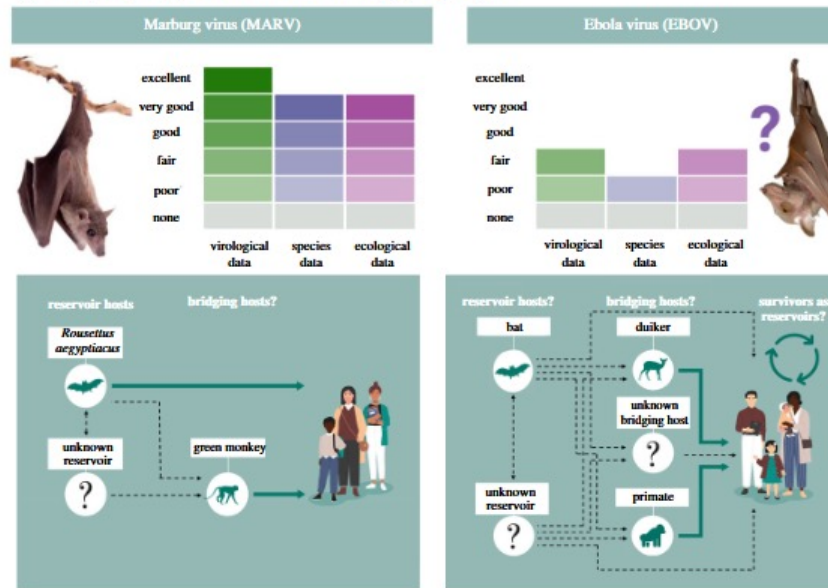 Marburg virus (MARV)
excellent
very good
good
fair
poor
none
virological
data
species
data
ecological
data
reservoir hosts
bridging hosts?
Rousettus
aegyptiacus
unknown
reservoir
?
green monkey
Ebola virus (EBOV)
excellent
very good
good
fair
poor
none
?
virological
data
species
data
ecological
data
reservoir hosts?
bridging hosts?
survivors as
reservoirs?
bat
duiker
unknown
bridging host
?
unknown
reservoir
?
primate